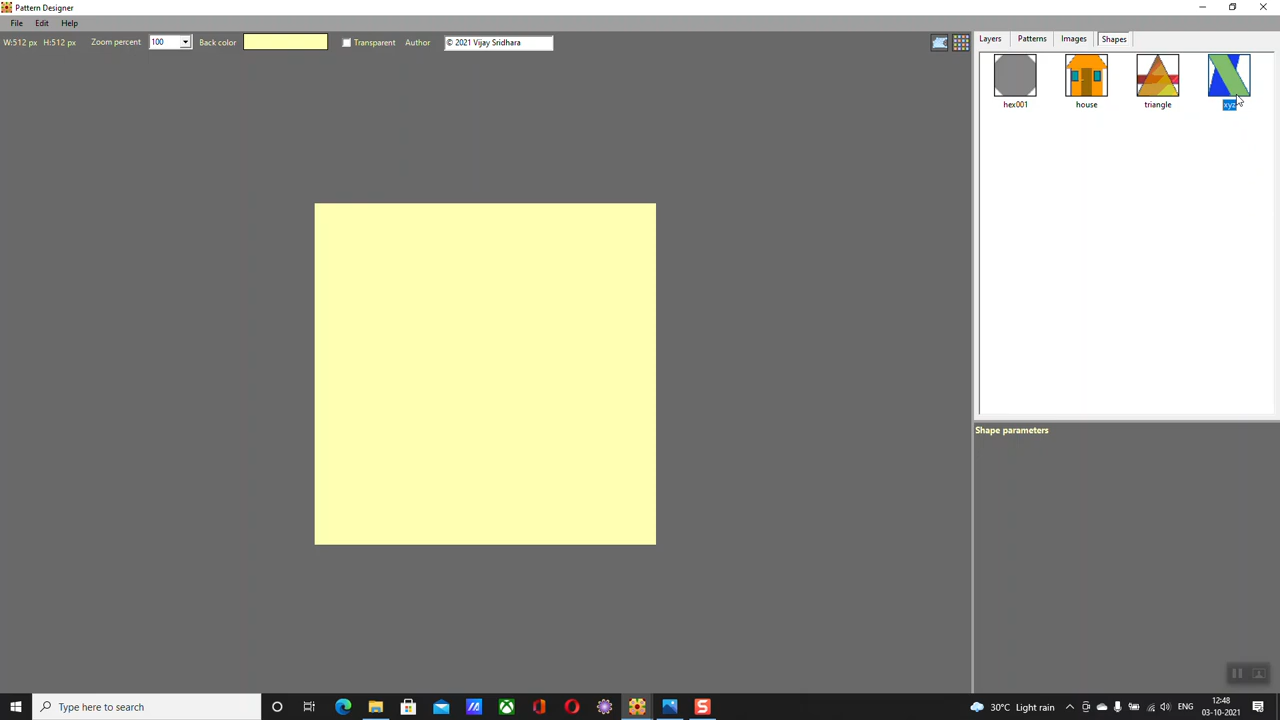 Pattern Designer
File Edit Help
W:512 px H:512 px Zoom percent 100 Back color Transparent Author © 2021 Vijay Sridhara
Layers Patterns Images Shapes
hex001 house triangle xyz
Shape parameters
Type here to search
30°C Light rain ENG 12:48
03-10-2021